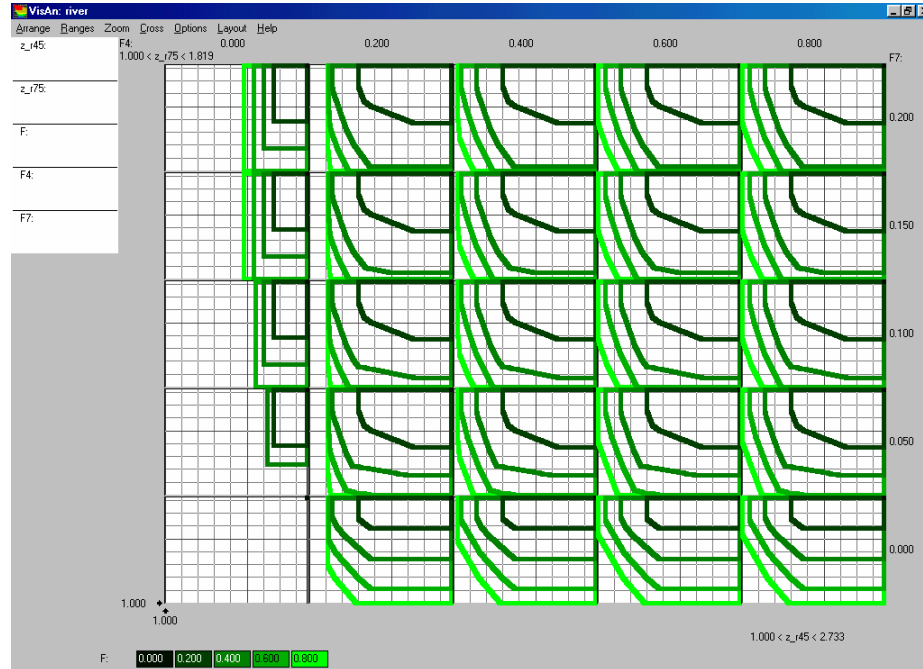 VisAn: river
Arrange Ranges Zoom Cross Options Layout Help
z_r45:
z_r75:
F:
F4:
F7:
F4: 0.000 0.200 0.400 0.600 0.800
1.000 < z_r75 < 1.819
F7:
0.200
0.150
0.100
0.050
0.000
1.000
1.000
1.000 < z_r45 < 2.733
F: 0.000 0.200 0.400 0.600 0.800